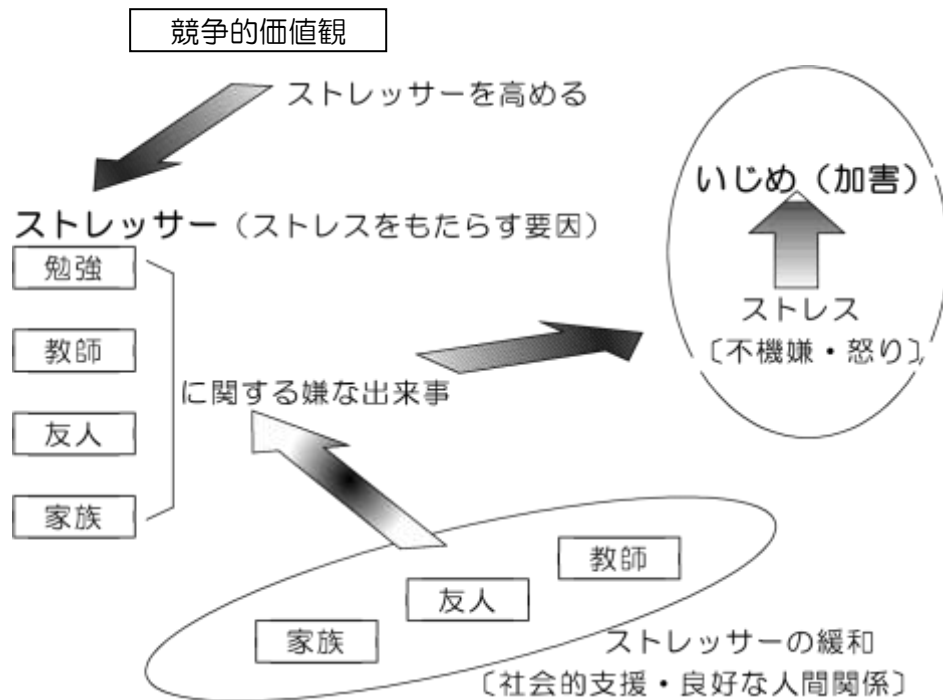 競争的価値観
ストレッサーを高める
いじめ（加害）
ストレッサー（ストレスをもたらす要因）
勉強
教師
友人
家族
に関する嫌な出来事
ストレス
〔不機嫌・怒り〕
教師
友人
家族
ストレッサーの緩和
〔社会的支援・良好な人間関係〕